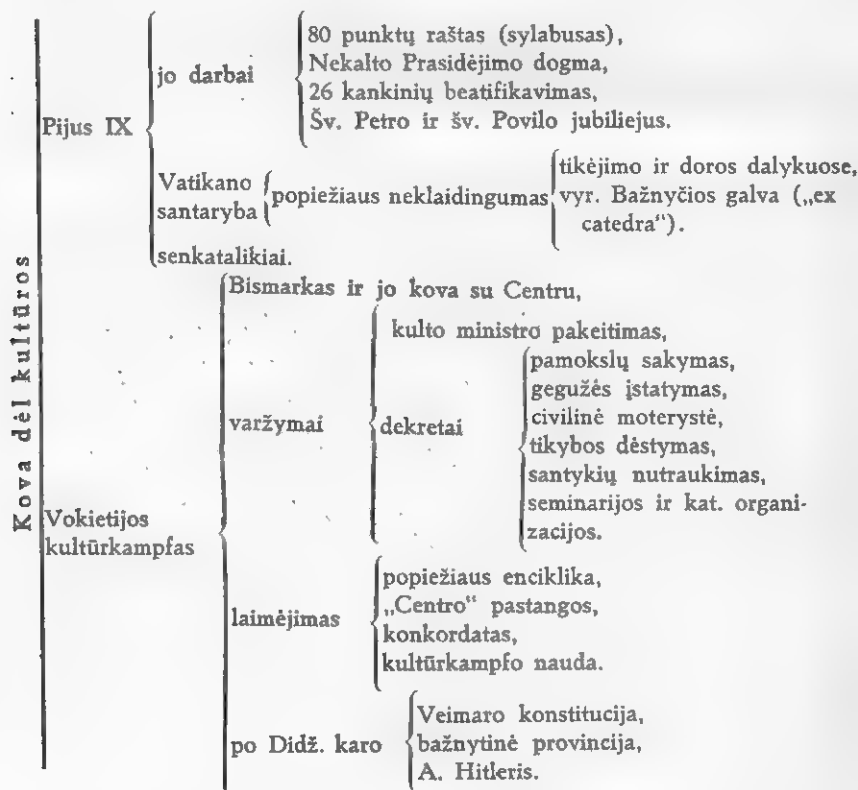 Kova dėl kultūros
Pijus IX
jo darbai
80 punktų raštas (sylabusas),
Nekalto Prasidėjimo dogma,
26 kankinių beatifikavimas,
Šv. Petro ir šv. Povilo jubiliejus.
Vatikano
santaryba
popiežiaus neklaidingumas
tikėjimo ir doros dalykuose,
vyr. Bažnyčios galva („ex
catedra“).
senkatalikiai.
Vokietijos
kultūrkampfas
Bismarkas ir jo kova su Centru,
varžymai
kulto ministro pakeitimas,
dekretai
pamokslų sakymas,
gegužės įstatymas,
civilinė moterystė,
tikybos dėstymas,
santykių nutraukimas,
seminarijos ir kat. organi-
zacijos.
laimėjimas
popiežiaus enciklika,
„Centro“ pastangos,
konkordatas,
kultūrkampfo nauda.
po Didž. karo
Veimaro konstitucija,
bažnytinė provincija,
A. Hitleris.